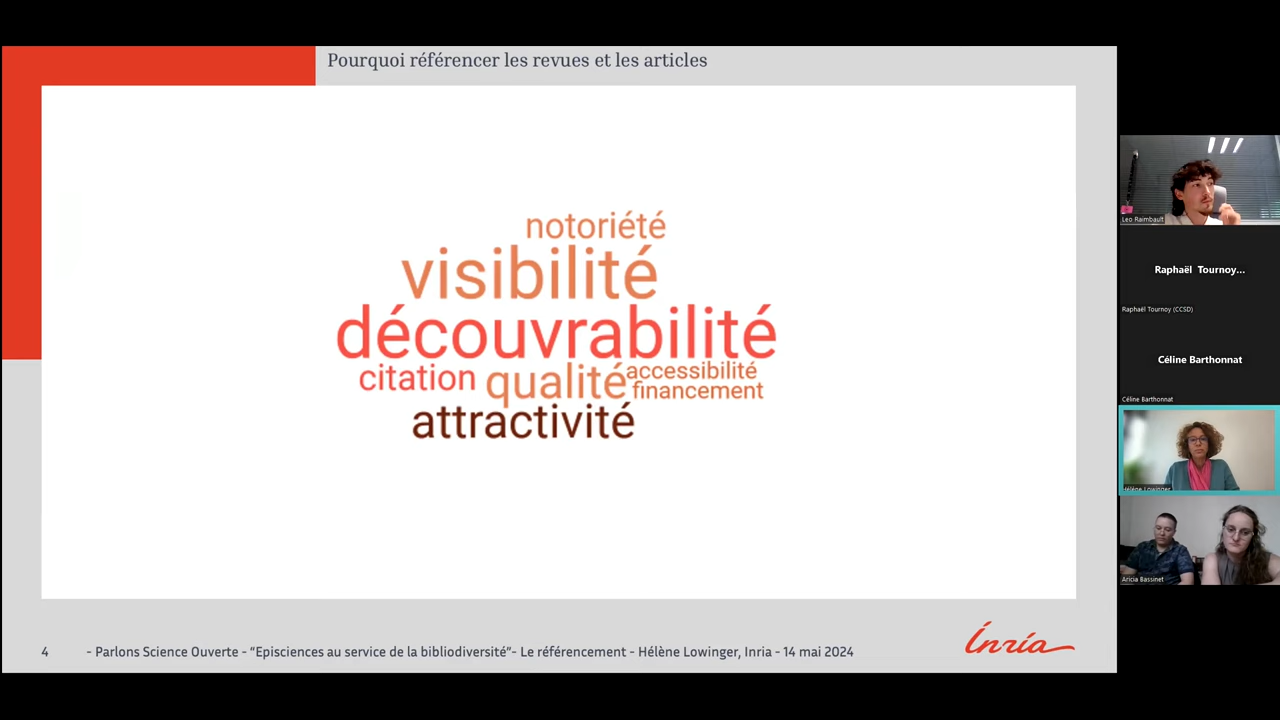 Pourquoi référencer les revues et les articles
notoriété
visibilité
découvrabilité
citation qualité accessibilité
financement
attractivité
4 - Parlons Science Ouverte - “Episciences au service de la bibliodiversité”- Le référencement - Hélène Lowinger, Inria - 14 mai 2024
Inria
Leo Raimbault
Raphaël Tournoy...
Raphaël Tournoy (CCSD)
Céline Barthonnat
Céline Barthonnat
Hélène Lowinger
Aricia Bassinet